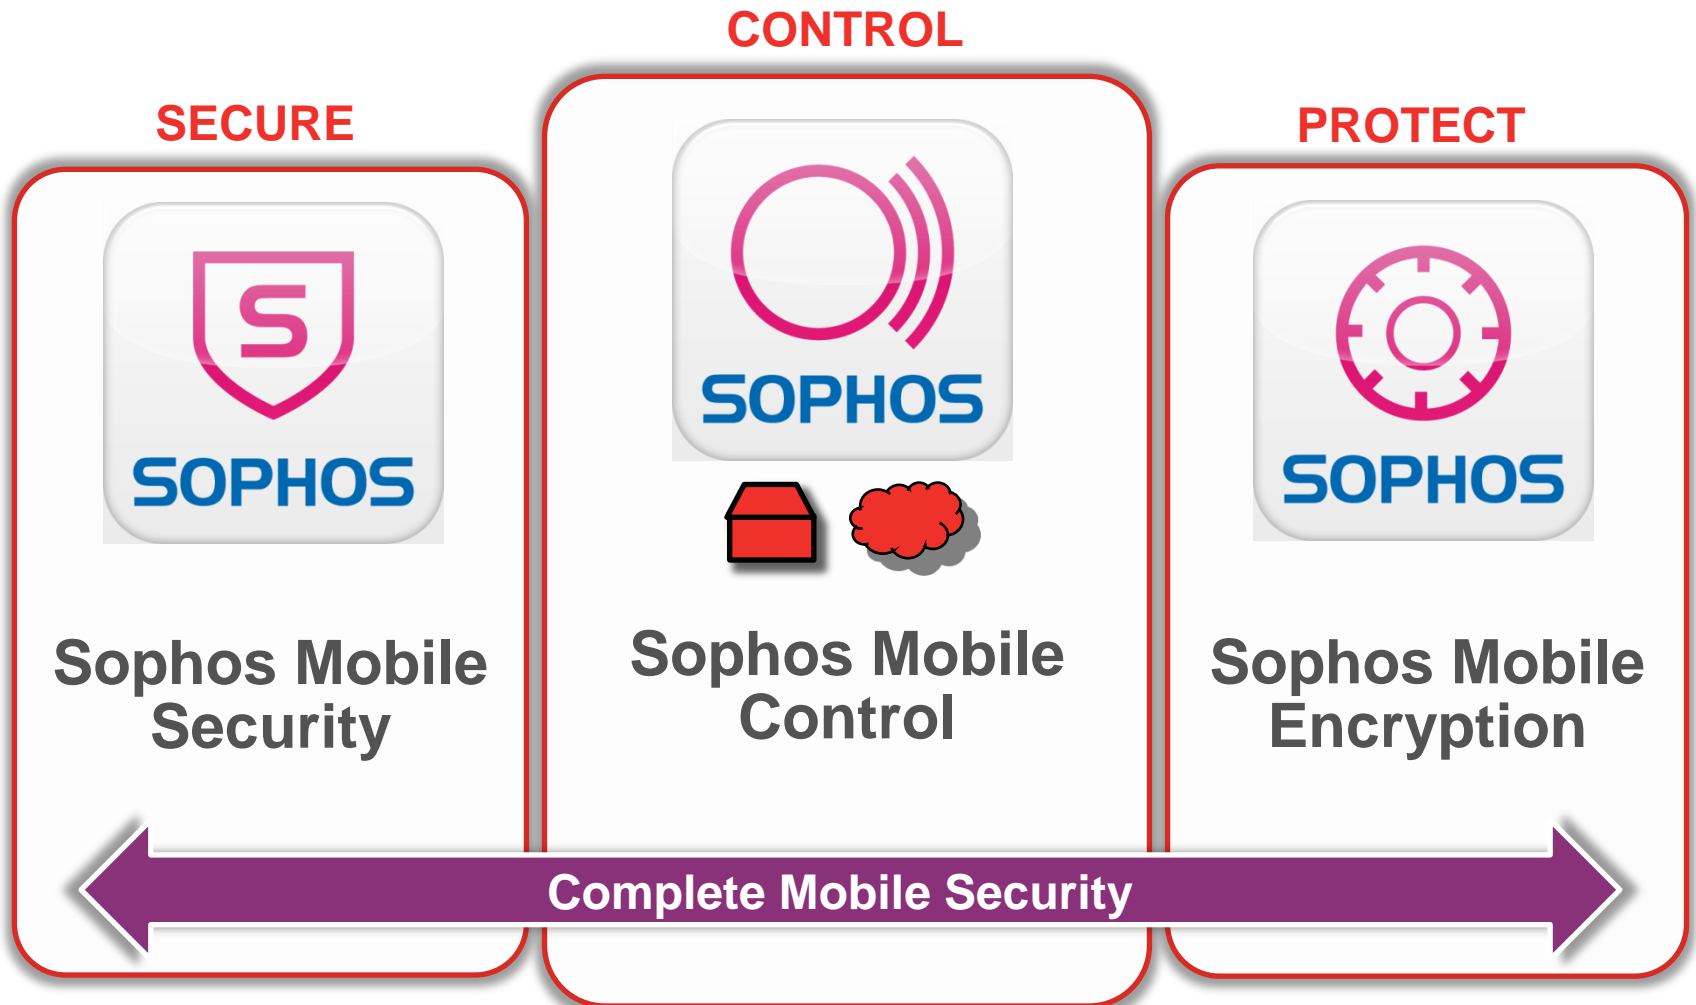 CONTROL
SECURE
PROTECT
S
SOPHOS
SOPHOS
SOPHOS
Sophos Mobile
Security
Sophos Mobile
Control
Sophos Mobile
Encryption
Complete Mobile Security